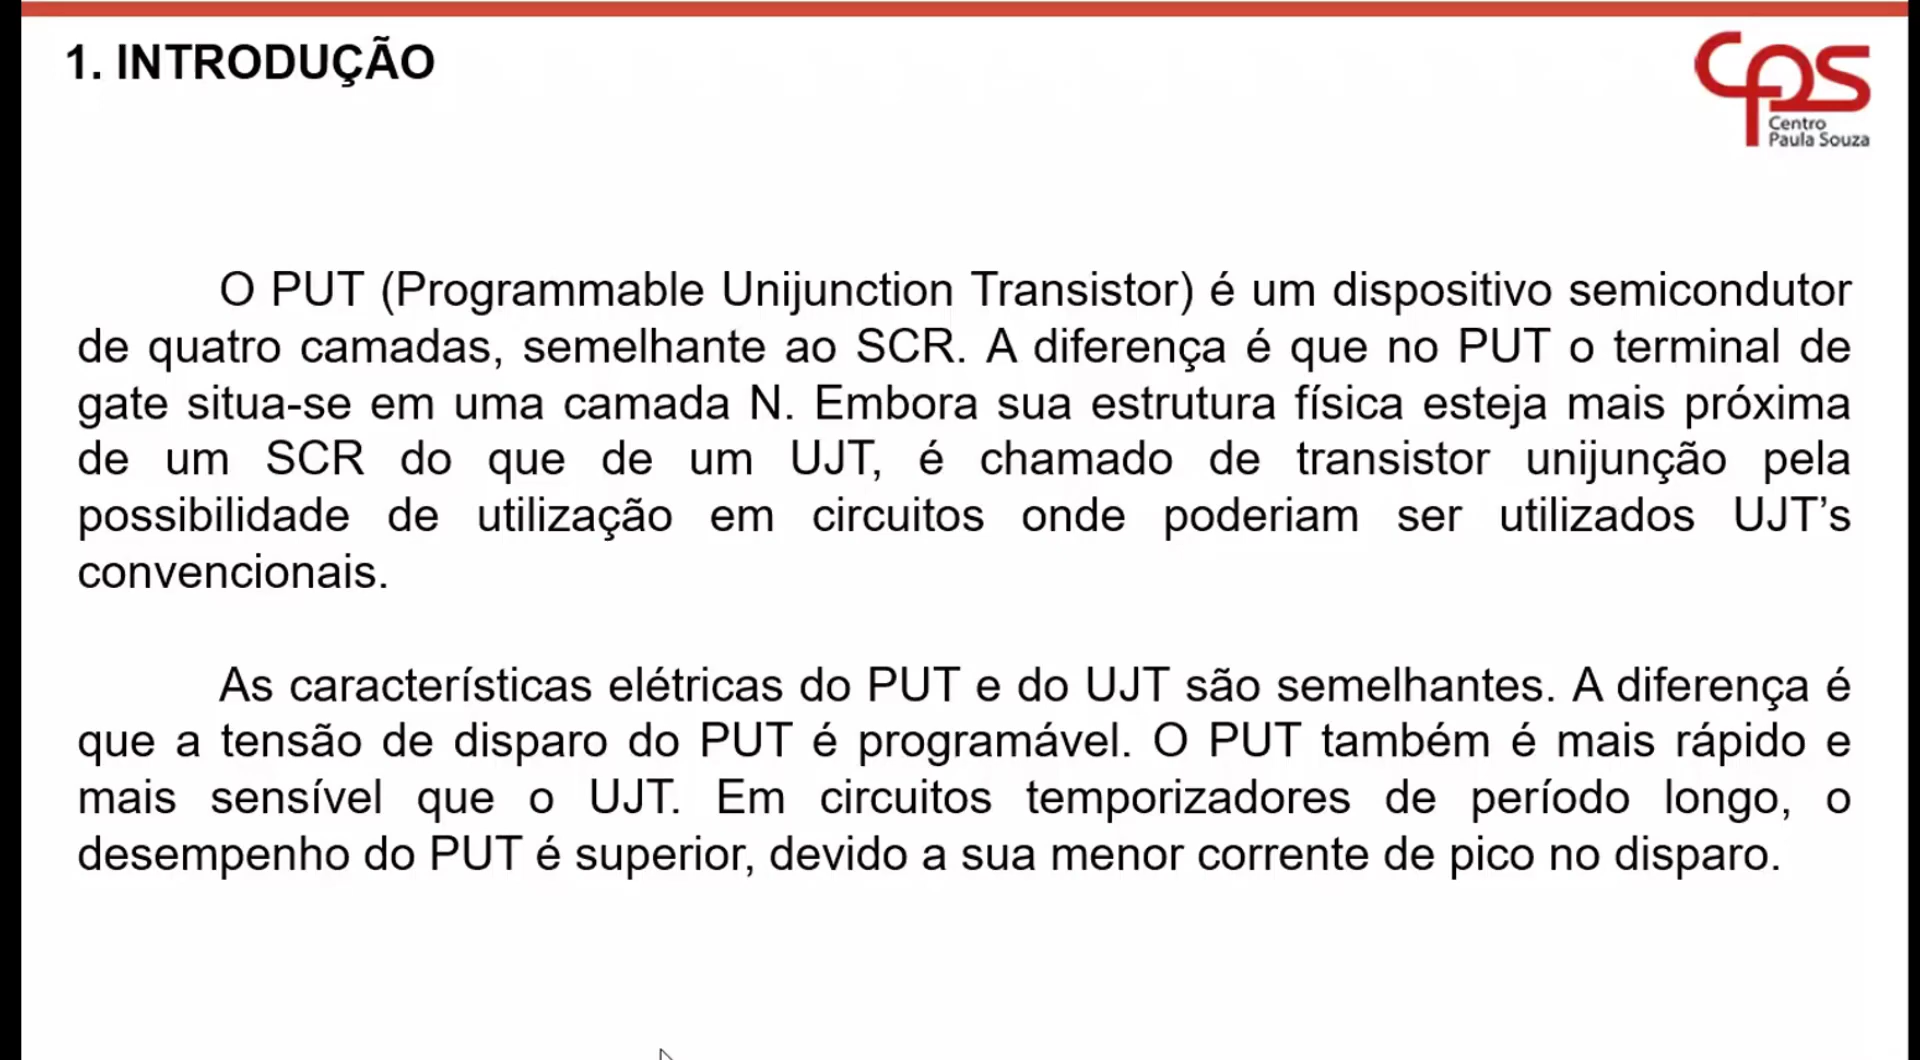 1. INTRODUÇÃO
CPS
Centro
Paula Souza
O PUT (Programmable Unijunction Transistor) é um dispositivo semicondutor
de quatro camadas, semelhante ao SCR. A diferença é que no PUT o terminal de
gate situa-se em uma camada N. Embora sua estrutura física esteja mais próxima
de um SCR do que de um UJT, é chamado de transistor unijunção pela
possibilidade de utilização em circuitos onde poderiam ser utilizados UJT’s
convencionais.
As características elétricas do PUT e do UJT são semelhantes. A diferença é
que a tensão de disparo do PUT é programável. O PUT também é mais rápido e
mais sensível que o UJT. Em circuitos temporizadores de período longo, o
desempenho do PUT é superior, devido a sua menor corrente de pico no disparo.